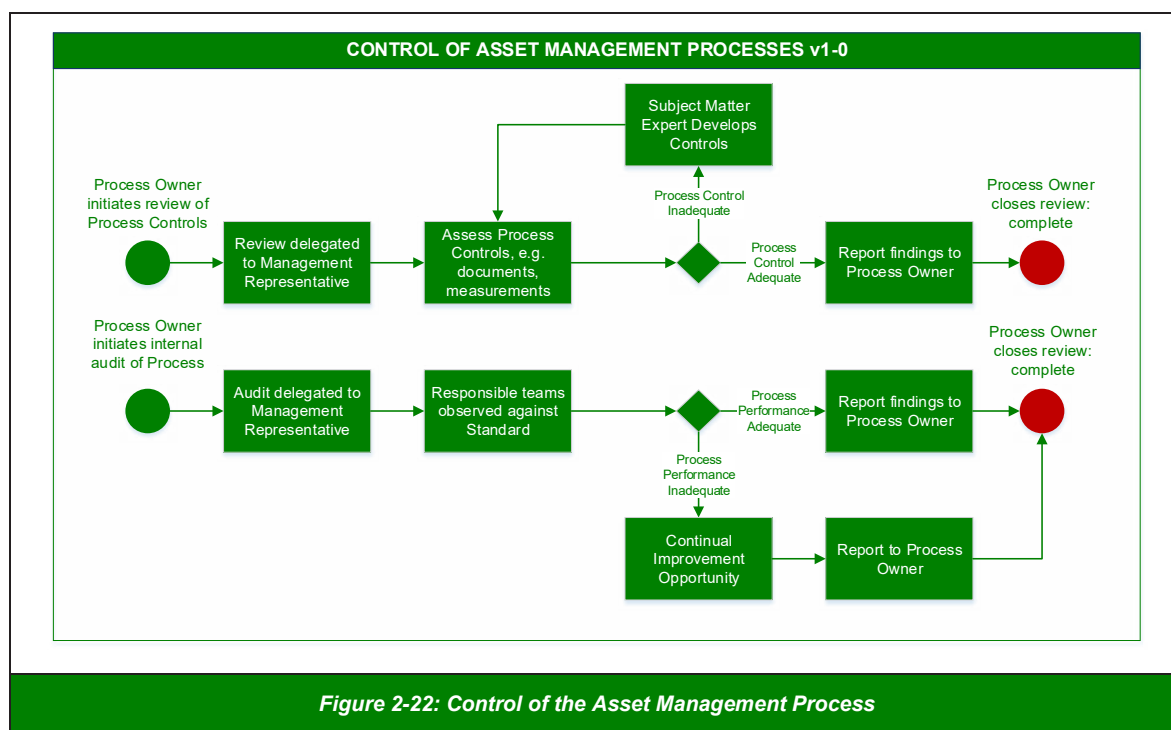 CONTROL OF ASSET MANAGEMENT PROCESSES v1-0
Subject Matter
Expert Develops
Controls
Process Owner
initiates review of
Process Controls
Process Control
Inadequate
Process Owner
closes review:
complete
Review delegated
to Management
Representative
Assess Process
Controls, e.g.
documents,
measurements
Process
Control
Adequate
Report findings to
Process Owner
Process Owner
initiates internal
audit of Process
Process Owner
closes review:
complete
Audit delegated to
Management
Representative
Responsible teams
observed against
Standard
Process
Performance
Adequate
Report findings to
Process Owner
Process
Performance
Inadequate
Continual
Improvement
Opportunity
Report to Process
Owner
Figure 2-22: Control of the Asset Management Process